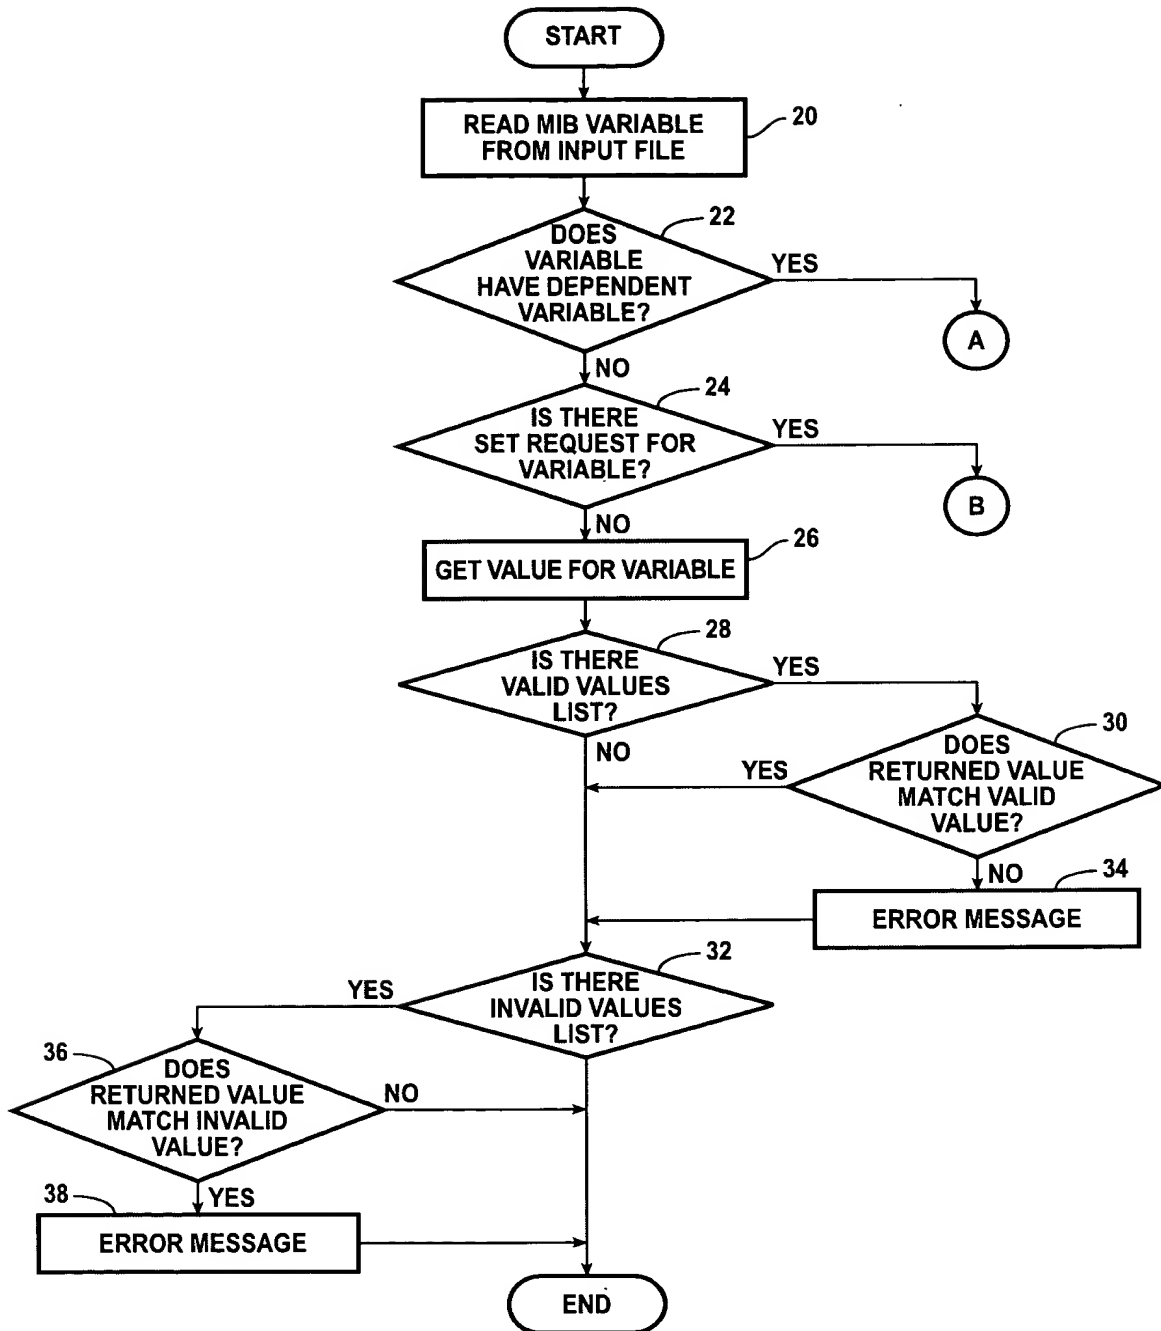 START
READ MIB VARIABLE
FROM INPUT FILE
20
DOES
VARIABLE
HAVE DEPENDENT
VARIABLE?
22
YES
A
NO
IS THERE
SET REQUEST FOR
VARIABLE?
24
YES
B
NO
GET VALUE FOR VARIABLE
26
IS THERE
VALID VALUES
LIST?
28
YES
NO
DOES
RETURNED VALUE
MATCH VALID
VALUE?
30
YES
NO
ERROR MESSAGE
34
IS THERE
INVALID VALUES
LIST?
32
YES
DOES
RETURNED VALUE
MATCH INVALID
VALUE?
36
NO
YES
ERROR MESSAGE
38
END